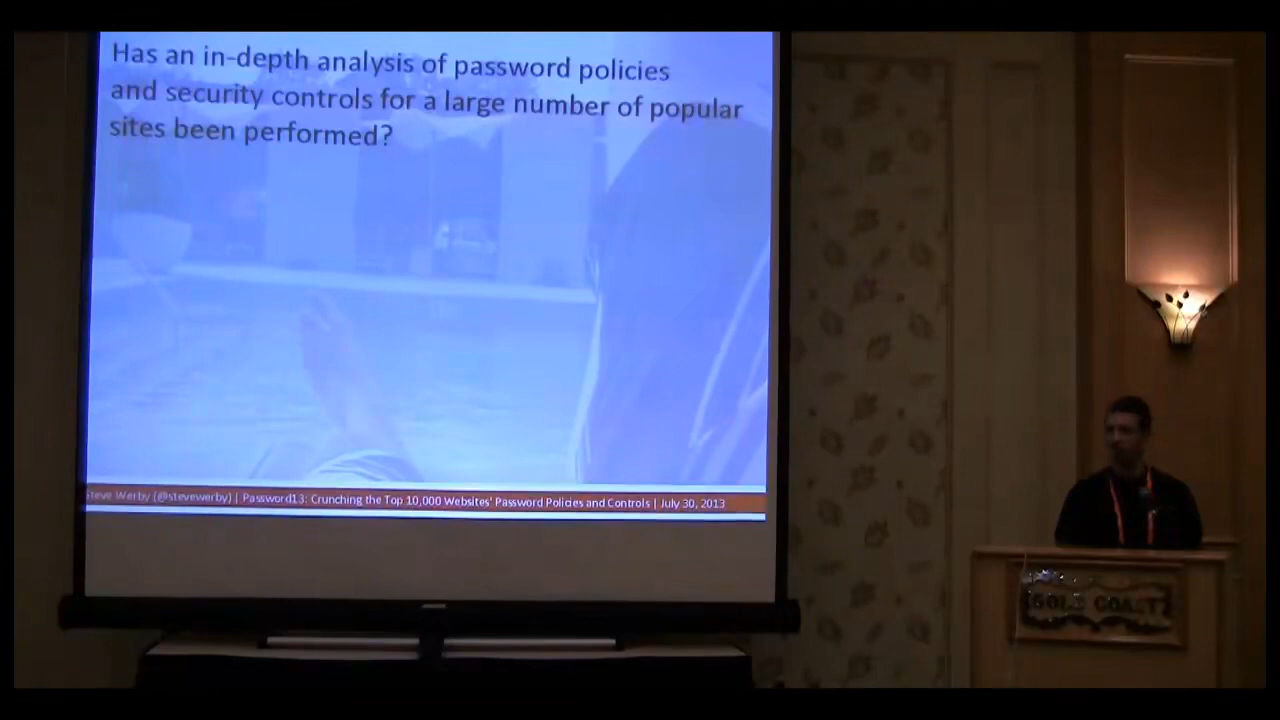 Has an in-depth analysis of password policies
and security controls for a large number of popular
sites been performed?
Steve Werby (@stevewerby) | Password13: Crunching the Top 10,000 Websites' Password Policies and Controls | July 30, 2013
GOLD COAST